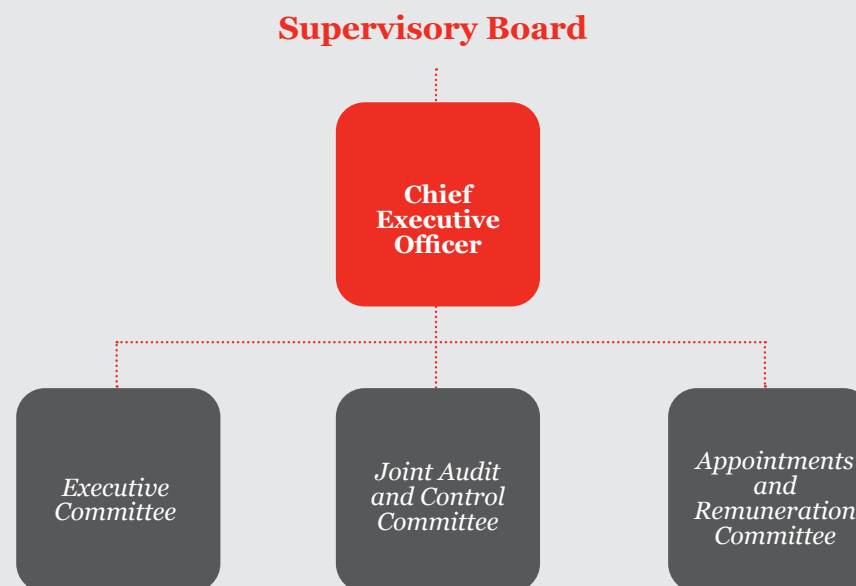 Supervisory Board
Chief
Executive
Officer
Executive
Committee
Joint Audit
and Control
Committee
Appointments
and
Remuneration
Committee